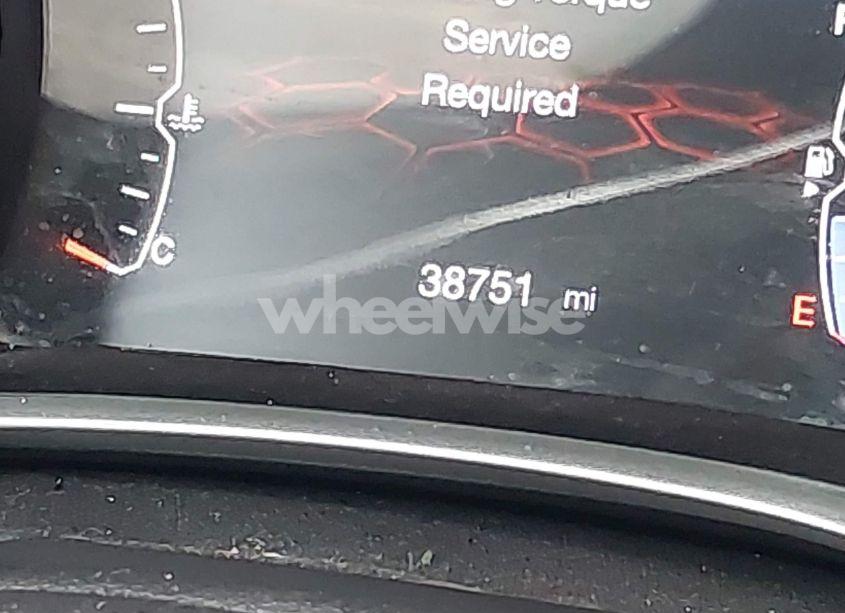 Service
Required
C
38751 mi
E
wheelwise